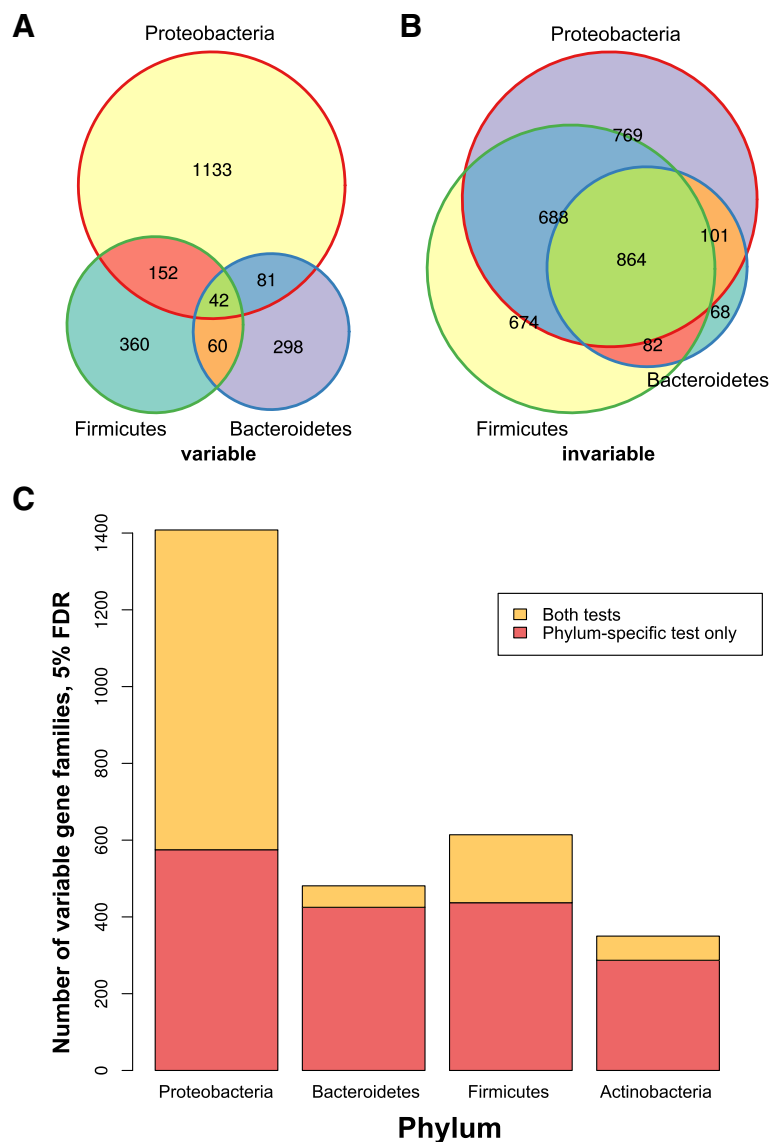 A
B
Proteobacteria
Proteobacteria
1133
769
688
101
864
152
81
42
360
60
298
674
68
82
Bacteroidetes
Firmicutes
Bacteroidetes
Firmicutes
variable
invariable
C
Number of variable gene families, 5% FDR
1400
1200
1000
800
600
400
200
0
Both tests
Phylum-specific test only
Proteobacteria
Bacteroidetes
Firmicutes
Actinobacteria
Phylum